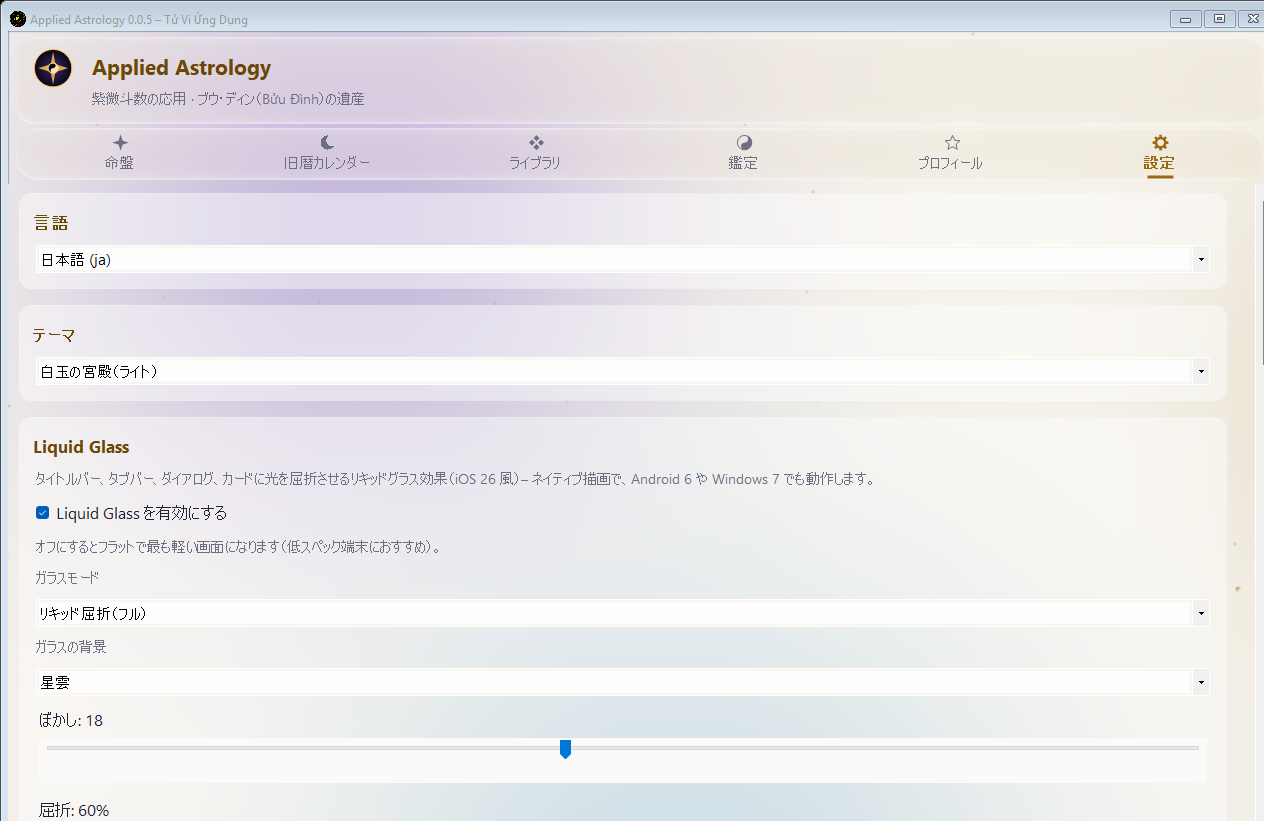 Applied Astrology 0.0.5 – Tử Vi Ứng Dụng
Applied Astrology
紫微斗数の応用 · ブウ・ディン（Bửu Đình）の遺産
命盤
旧暦カレンダー
ライブラリ
鑑定
プロフィール
設定
言語
日本語 (ja)
テーマ
白玉の宮殿（ライト）
Liquid Glass
タイトルバー、タブバー、ダイアログ、カードに光を屈折させるリキッドグラス効果（iOS 26 風）– ネイティブ描画で、Android 6 や Windows 7 でも動作します。
Liquid Glass を有効にする
オフにするとフラットで最も軽い画面になります（低スペック端末におすすめ）。
ガラスモード
リキッド屈折（フル）
ガラスの背景
星雲
ぼかし: 18
屈折: 60%